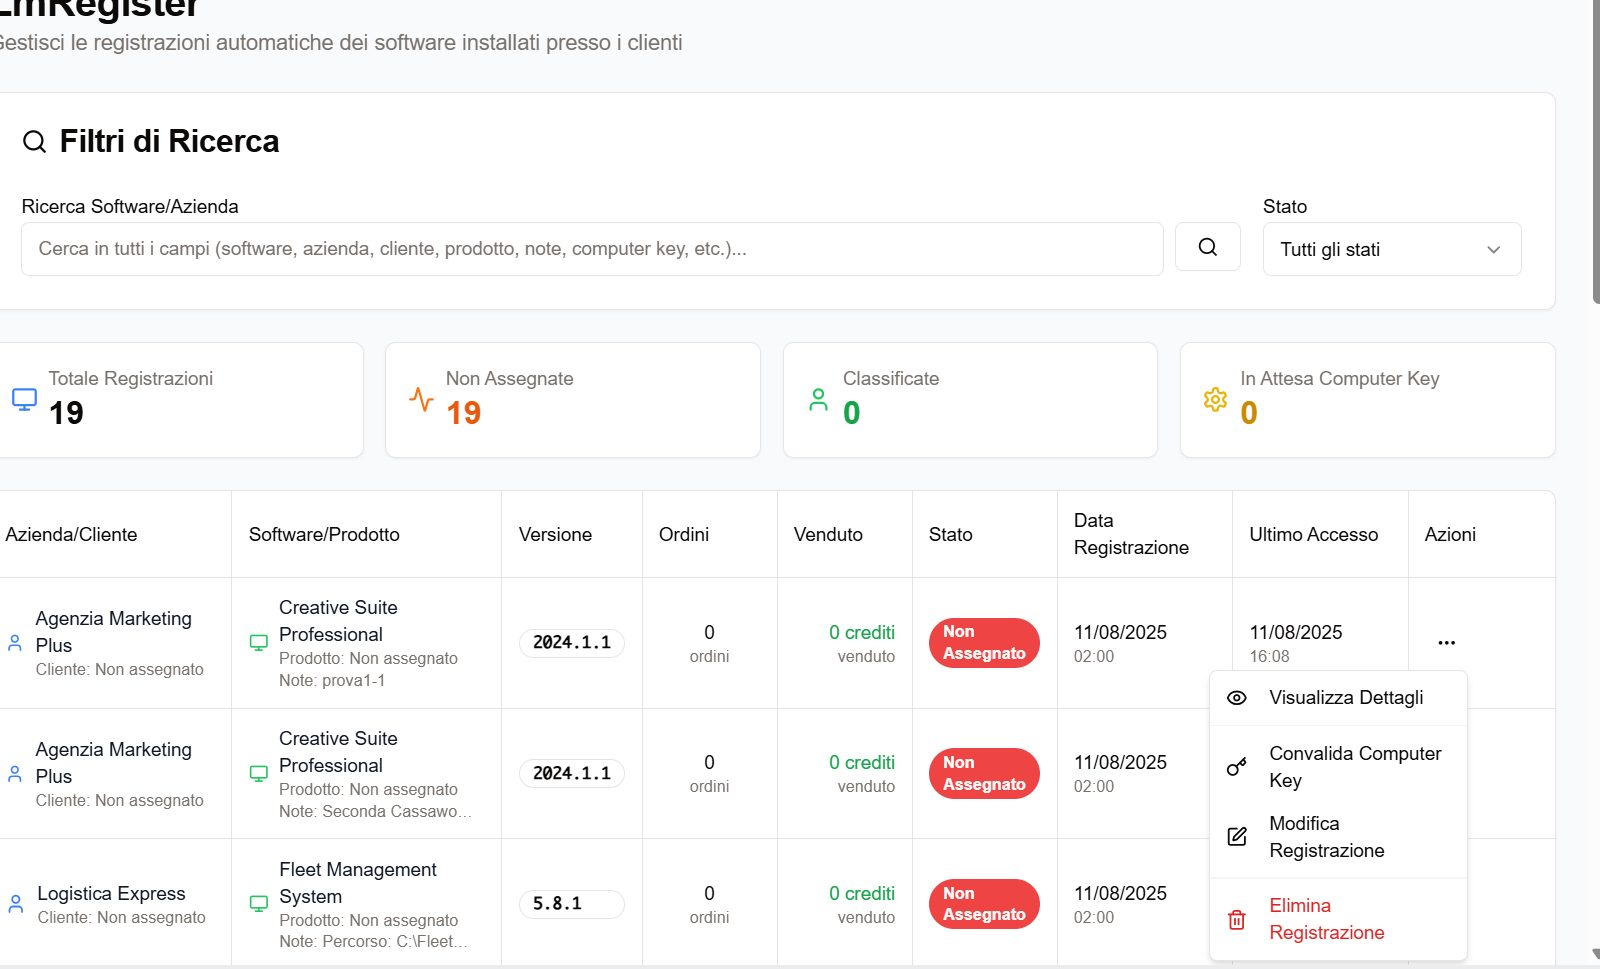 LmRegister
Gestisci le registrazioni automatiche dei software installati presso i clienti
Filtri di Ricerca
Ricerca Software/Azienda
Stato
Cerca in tutti i campi (software, azienda, cliente, prodotto, note, computer key, etc.)...
Tutti gli stati
Totale Registrazioni
19
Non Assegnate
19
Classificate
0
In Attesa Computer Key
0
Azienda/Cliente
Software/Prodotto
Versione
Ordini
Venduto
Stato
Data
Registrazione
Ultimo Accesso
Azioni
Agenzia Marketing
Plus
Cliente: Non assegnato
Creative Suite
Professional
Prodotto: Non assegnato
Note: prova1-1
2024.1.1
0
ordini
0 crediti
venduto
Non
Assegnato
11/08/2025
02:00
11/08/2025
16:08
Agenzia Marketing
Plus
Cliente: Non assegnato
Creative Suite
Professional
Prodotto: Non assegnato
Note: Seconda Cassawo...
2024.1.1
0
ordini
0 crediti
venduto
Non
Assegnato
11/08/2025
02:00
Logistica Express
Cliente: Non assegnato
Fleet Management
System
Prodotto: Non assegnato
Note: Percorso: C:\Fleet...
5.8.1
0
ordini
0 crediti
venduto
Non
Assegnato
11/08/2025
02:00
Visualizza Dettagli
Convalida Computer
Key
Modifica
Registrazione
Elimina
Registrazione